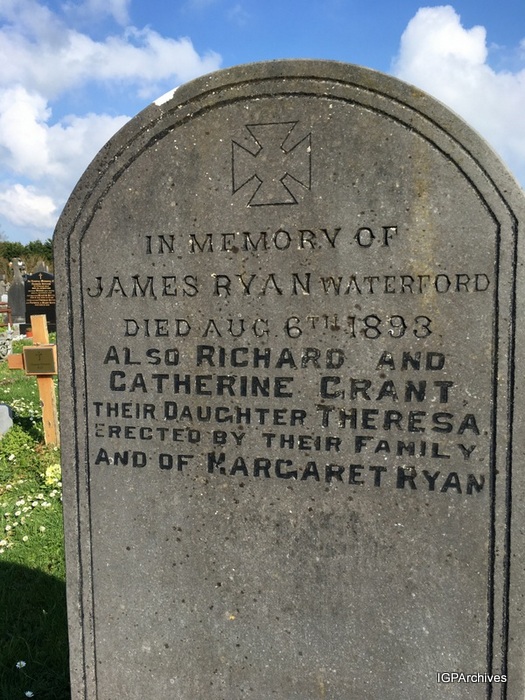 IN MEMORY OF
JAMES RYAN WATERFORD
DIED AUG. 6TH 1893
ALSO RICHARD AND
CATHERINE GRANT,
THEIR DAUGHTER THERESA.
ERECTED BY THEIR FAMILY
AND OF MARGARET RYAN
IGPArchives